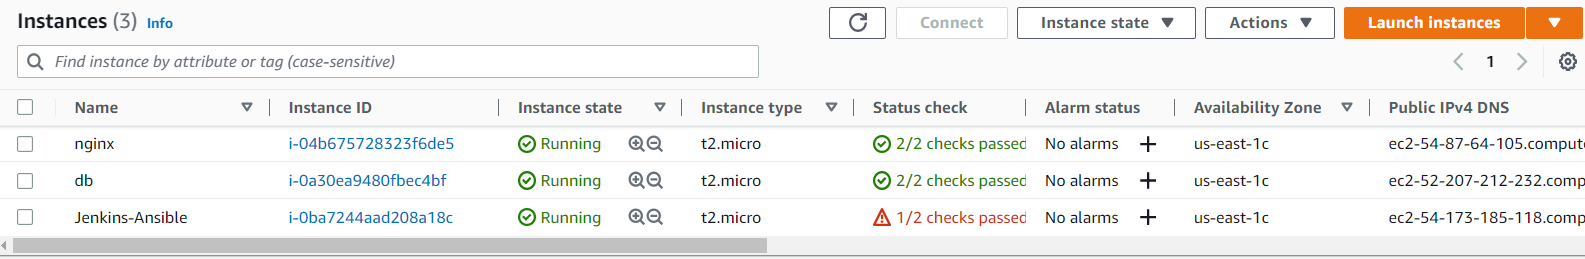 Instances (3) Info
Connect Instance state Actions Launch instances
Find instance by attribute or tag (case-sensitive)
1
Name Instance ID Instance state Instance type Status check Alarm status Availability Zone Public IPv4 DNS
nginx i-04b675728323f6de5 Running t2.micro 2/2 checks passed No alarms us-east-1c ec2-54-87-64-105.compute
db i-0a30ea9480fbec4bf Running t2.micro 2/2 checks passed No alarms us-east-1c ec2-52-207-212-232.comp
Jenkins-Ansible i-0ba7244aad208a18c Running t2.micro 1/2 checks passed No alarms us-east-1c ec2-54-173-185-118.comp